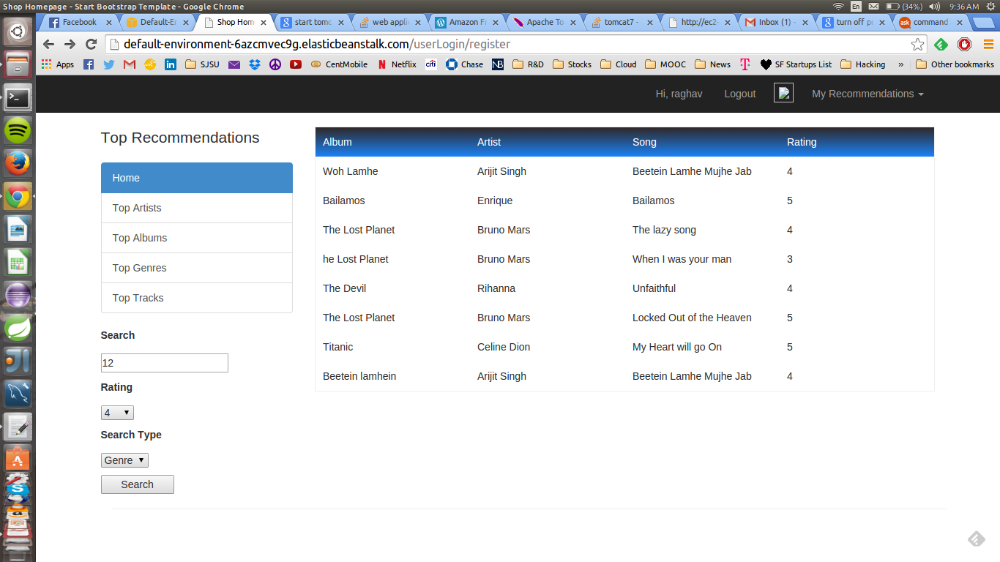 Shop Homepage - Start Bootstrap Template - Google Chrome
En (34%) 9:36 AM
Facebook Default-En Shop Hom start tomc web applic Amazon Fr Apache To tomcat7 - http://ec2- Inbox (1) - turn off po command
default-environment-6azcmvec9g.elasticbeanstalk.com/userLogin/register
Apps SJSU CentMobile Netflix citi Chase NB R&D Stocks Cloud MOOC News T SF Startups List Hacking » Other bookmarks
Hi, raghav Logout My Recommendations
Top Recommendations
Home
Top Artists
Top Albums
Top Genres
Top Tracks
Search
12
Rating
4
Search Type
Genre
Search
Album Artist Song Rating
Woh Lamhe Arijit Singh Beetein Lamhe Mujhe Jab 4
Bailamos Enrique Bailamos 5
The Lost Planet Bruno Mars The lazy song 4
he Lost Planet Bruno Mars When I was your man 3
The Devil Rihanna Unfaithful 4
The Lost Planet Bruno Mars Locked Out of the Heaven 5
Titanic Celine Dion My Heart will go On 5
Beetein lamhein Arijit Singh Beetein Lamhe Mujhe Jab 4